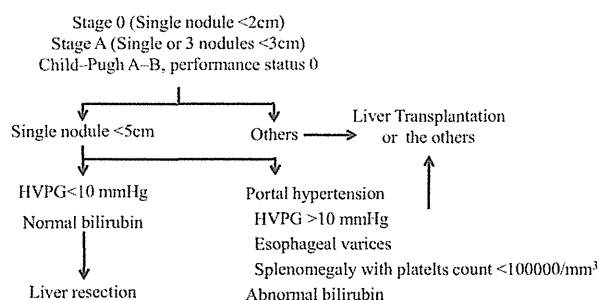 Stage 0 (Single nodule <2cm)
Stage A (Single or 3 nodules <3cm)
Child--Pugh A--B, performance status 0
Single nodule <5cm
Others
Liver Transplantation
or the others
HVPG<10 mmHg
Normal bilirubin
Liver resection
Portal hypertension
HVPG >10 mmHg
Esophageal varices
Splenomegaly with platelts count <100000/mm³
Abnormal bilirubin